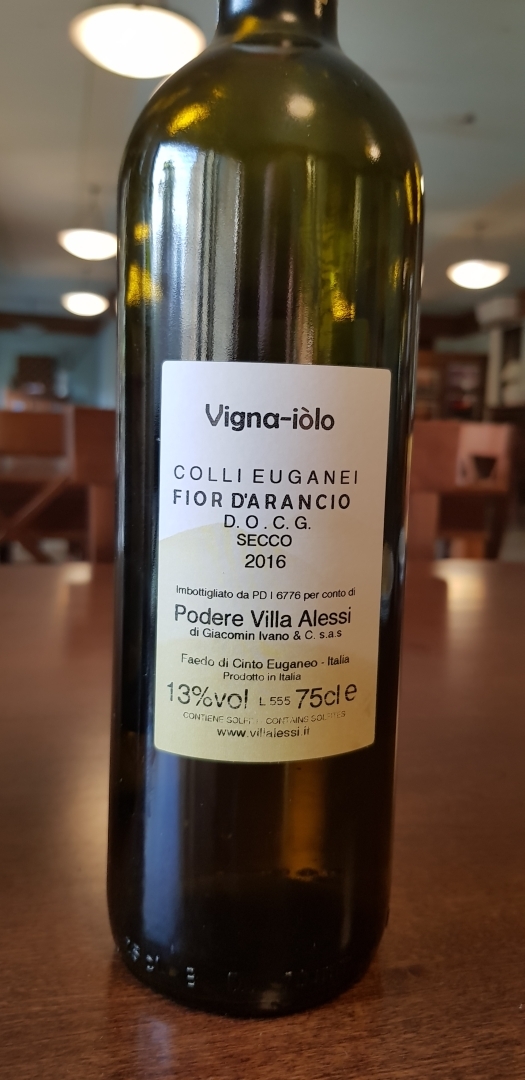 Vigna-iòlo
COLLI EUGANEI
FIOR D'ARANCIO
D.O.C.G.
SECCO
2016
Imbottigliato da PD I 6776 per conto di
Podere Villa Alessi
di Giacomin Ivano & C. s.a.s
Faedo di Cinto Euganeo - Italia
Prodotto in Italia
13%vol L 555 75cl e
CONTIENE CONTAINS SOLFITES
www.villalessi.it